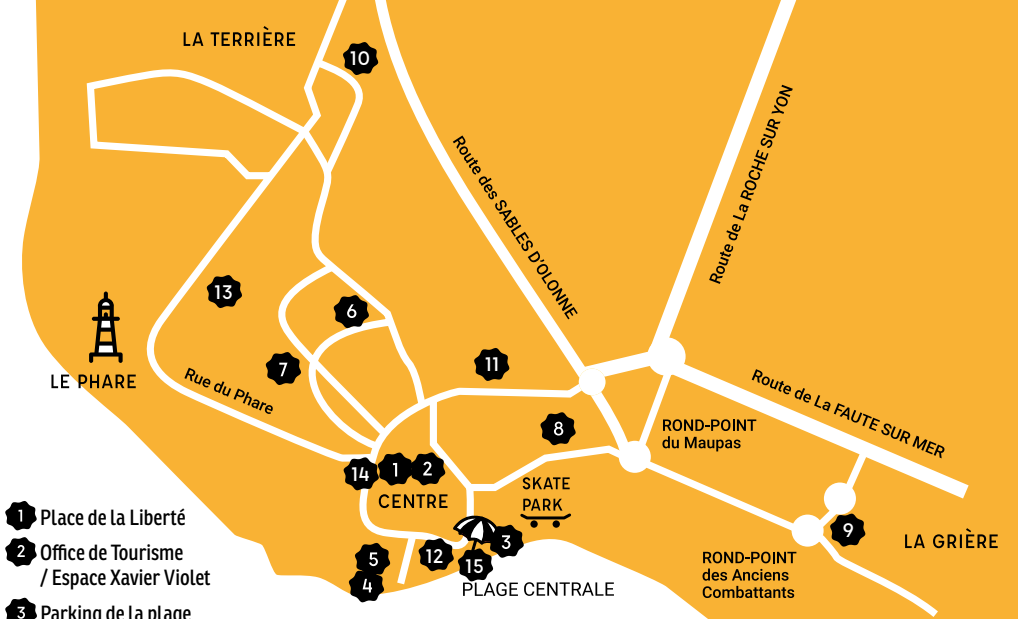 LA TERRIÈRE
10
Route des SABLES D'OLONNE
Route de La ROCHE SUR YON
13
6
LE PHARE
7
11
Rue du Phare
Route de La FAUTE SUR MER
8
ROND-POINT
du Maupas
14
1
2
CENTRE
SKATE
PARK
9
LA GRIÈRE
3
5
12
15
4
PLAGE CENTRALE
ROND-POINT
des Anciens
Combattants
1 Place de la Liberté
2 Office de Tourisme
/ Espace Xavier Violet
3 Parking de la plage